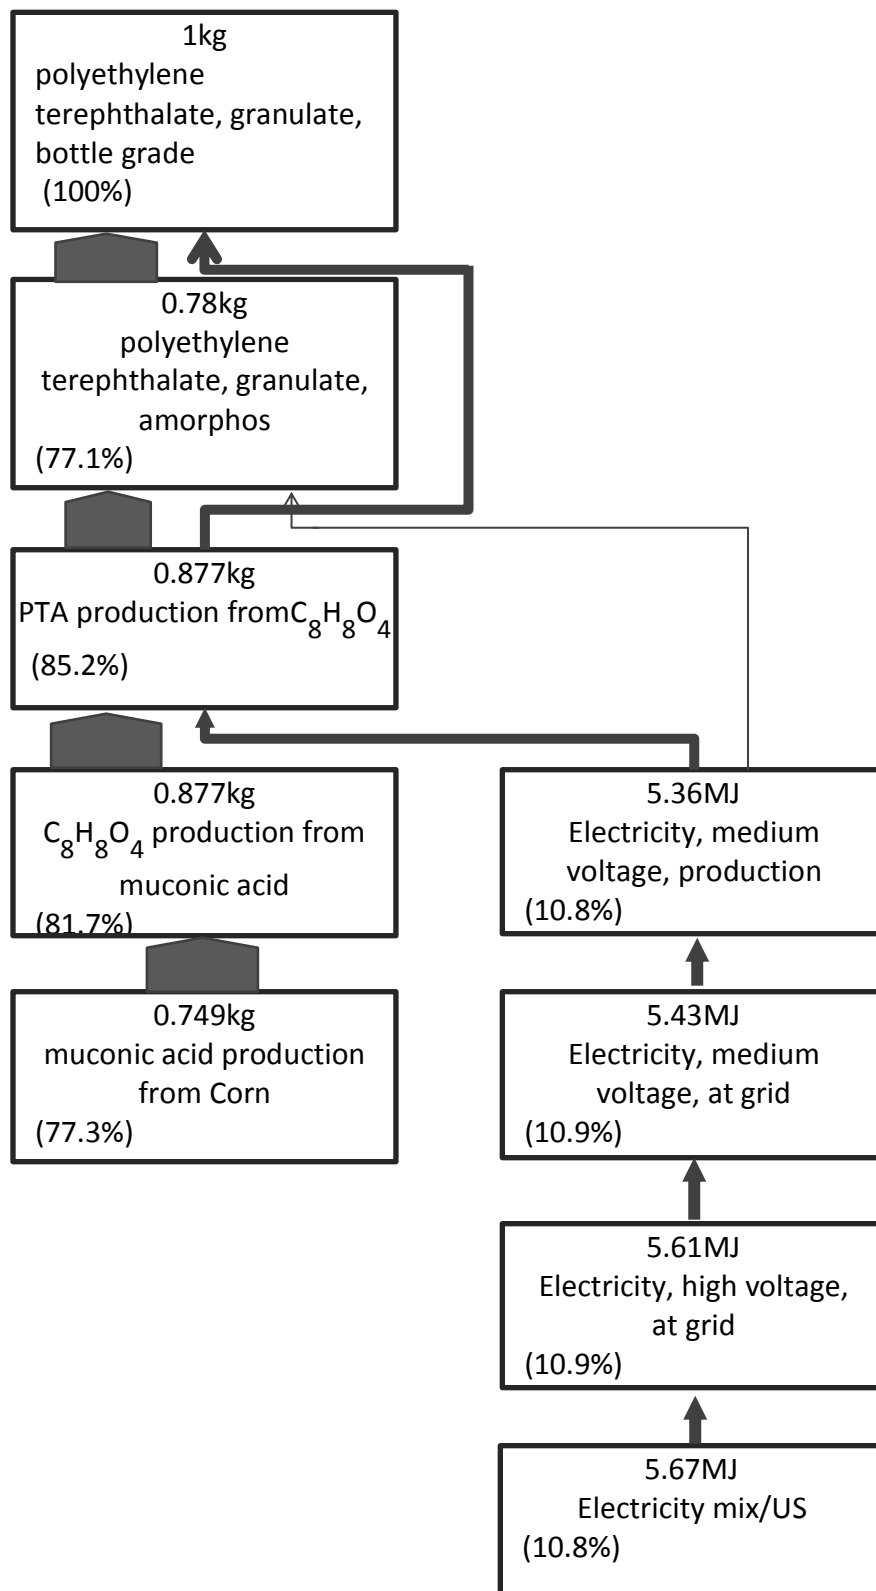 1kg
polyethylene
terephthalate, granulate,
bottle grade
(100%)
0.78kg
polyethylene
terephthalate, granulate,
amorphos
(77.1%)
0.877kg
PTA production fromC8H8O4
(85.2%)
0.877kg
C8H8O4 production from
muconic acid
(81.7%)
0.749kg
muconic acid production
from Corn
(77.3%)
5.36MJ
Electricity, medium
voltage, production
(10.8%)
5.43MJ
Electricity, medium
voltage, at grid
(10.9%)
5.61MJ
Electricity, high voltage,
at grid
(10.9%)
5.67MJ
Electricity mix/US
(10.8%)